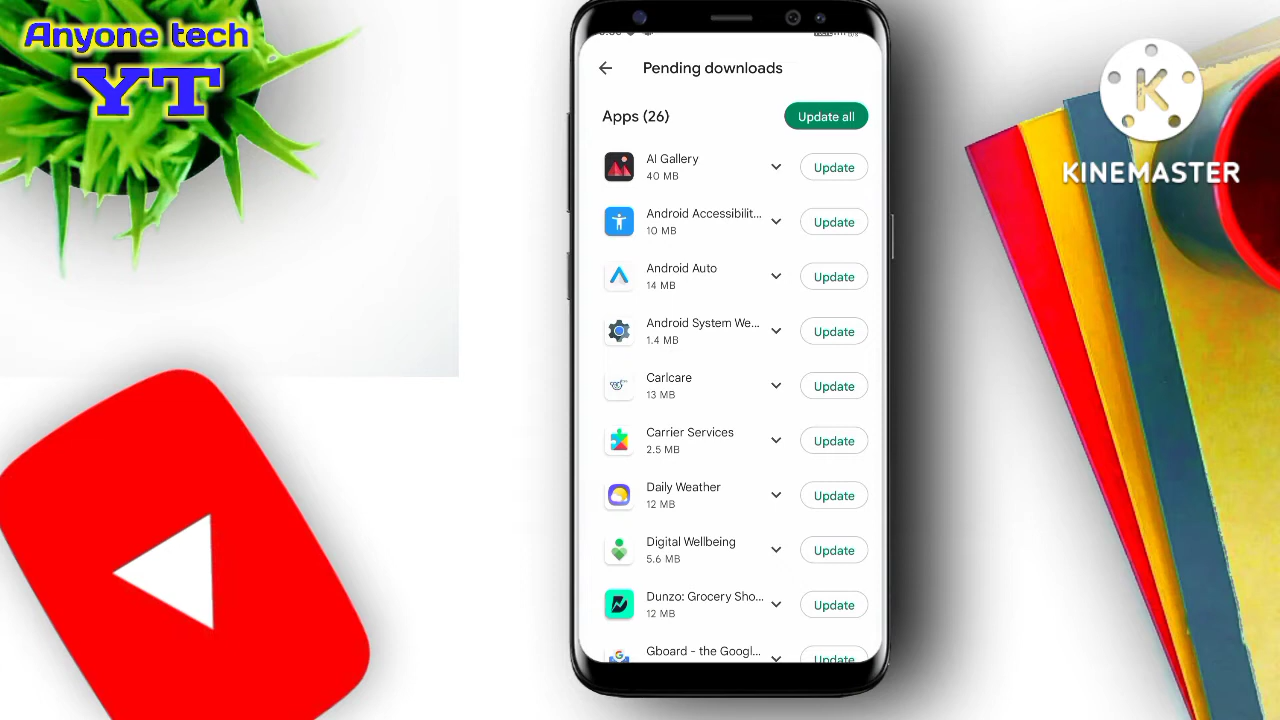 Anyone tech
YT
K
KINEMASTER
Pending downloads
Apps (26)
Update all
AI Gallery
40 MB
Update
Android Accessibilit...
10 MB
Update
Android Auto
14 MB
Update
Android System We...
1.4 MB
Update
Carlcare
13 MB
Update
Carrier Services
2.5 MB
Update
Daily Weather
12 MB
Update
Digital Wellbeing
5.6 MB
Update
Dunzo: Grocery Sho...
12 MB
Update
Gboard - the Googl...
Update